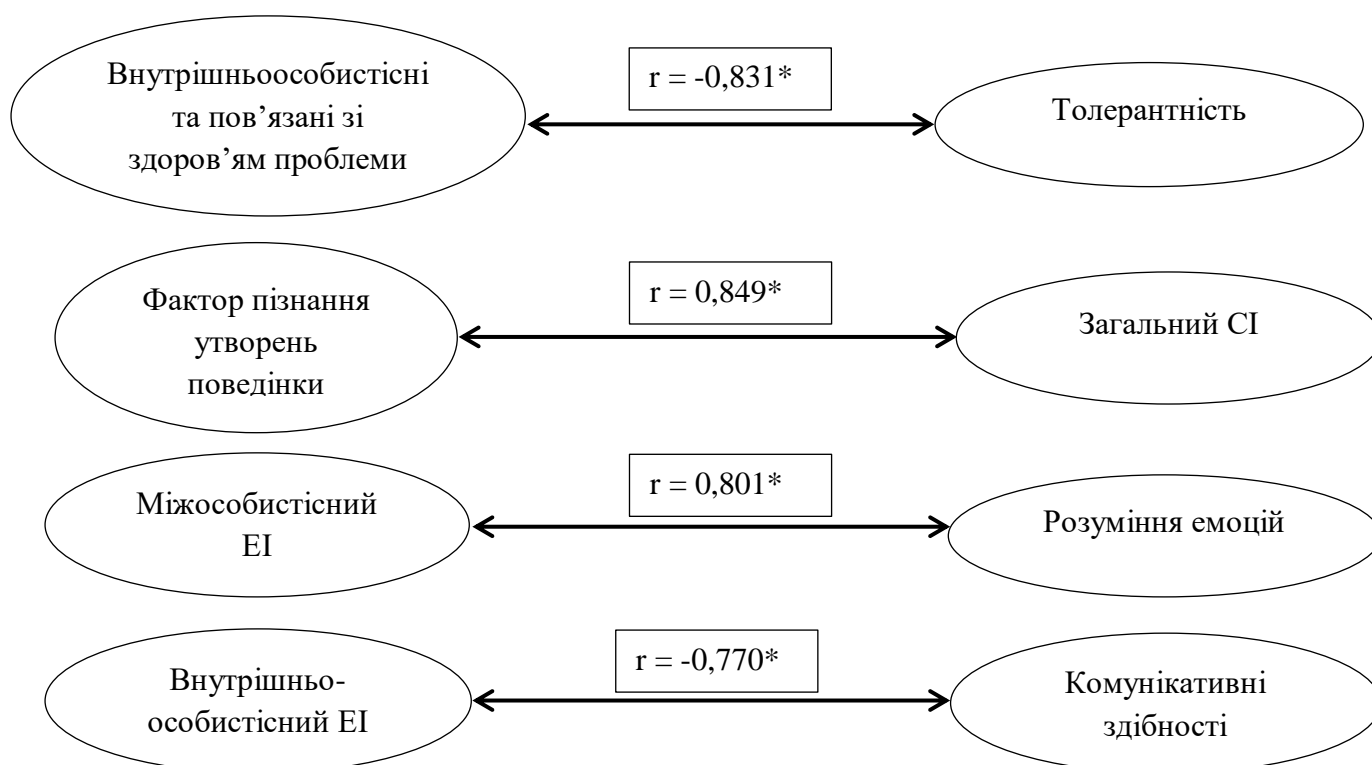 Внутрішньоособистісні
та пов’язані зі
здоров’ям проблеми
r = -0,831*
Толерантність
Фактор пізнання
утворень
поведінки
r = 0,849*
Загальний СІ
Міжособистісний
ЕІ
r = 0,801*
Розуміння емоцій
Внутрішньо-
особистісний ЕІ
r = -0,770*
Комунікативні
здібності